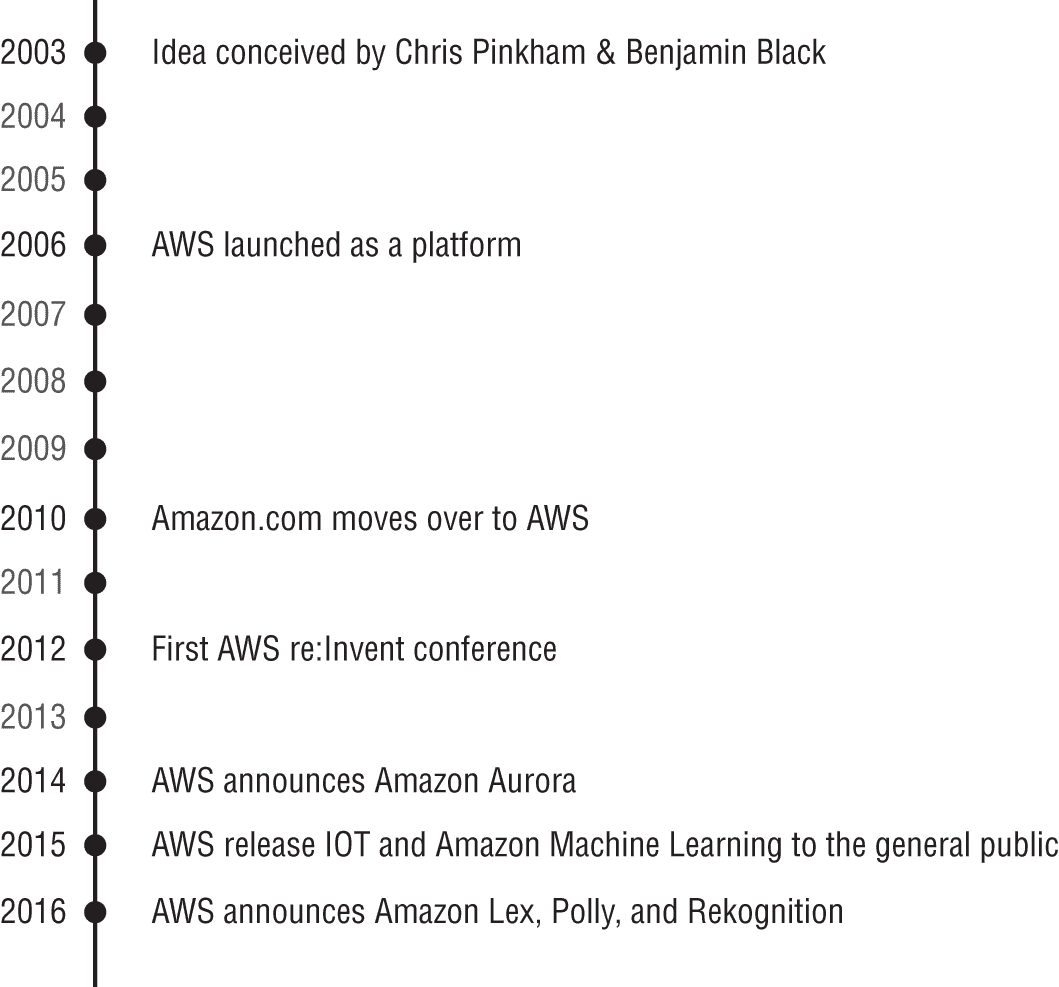 2003 Idea conceived by Chris Pinkham & Benjamin Black
2004
2005
2006 AWS launched as a platform
2007
2008
2009
2010 Amazon.com moves over to AWS
2011
2012 First AWS re:Invent conference
2013
2014 AWS announces Amazon Aurora
2015 AWS release IOT and Amazon Machine Learning to the general public
2016 AWS announces Amazon Lex, Polly, and Rekognition